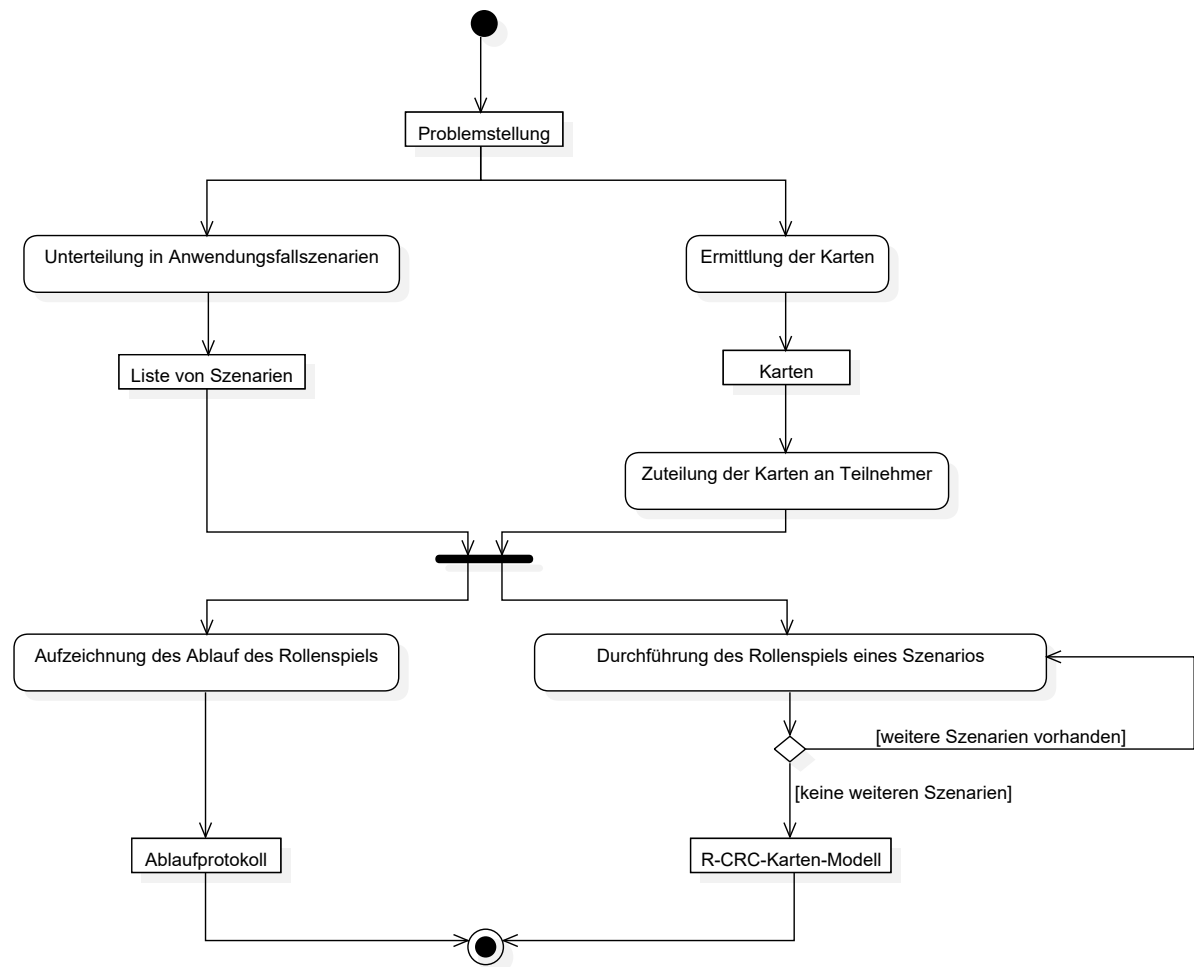 Problemstellung
Unterteilung in Anwendungsfallszenarien
Ermittlung der Karten
Liste von Szenarien
Karten
Zuteilung der Karten an Teilnehmer
Aufzeichnung des Ablauf des Rollenspiels
Durchführung des Rollenspiels eines Szenarios
[weitere Szenarien vorhanden]
[keine weiteren Szenarien]
Ablaufprotokoll
R-CRC-Karten-Modell